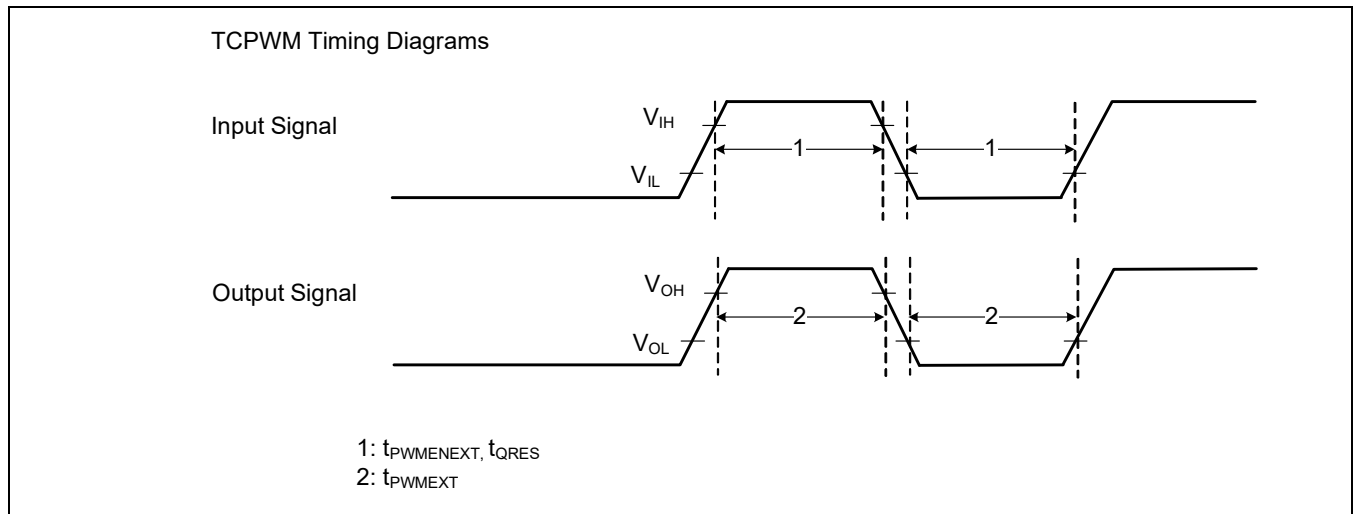 TCPWM Timing Diagrams
Input Signal
VIH
1
1
VIL
Output Signal
VOH
2
2
VOL
1: tPWMENEXT, tQRES
2: tPWMEXT